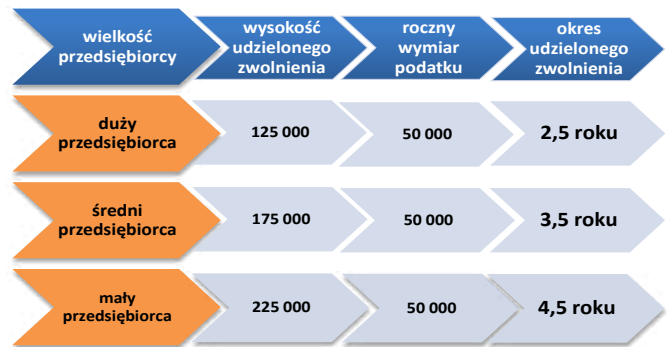 wielkość
przedsiębiorcy
wysokość
udzielonego
zwolnienia
roczny
wymiar
podatku
okres
udzielonego
zwolnienia
duży
przedsiębiorca
125 000
50 000
2,5 roku
średni
przedsiębiorca
175 000
50 000
3,5 roku
mały
przedsiębiorca
225 000
50 000
4,5 roku